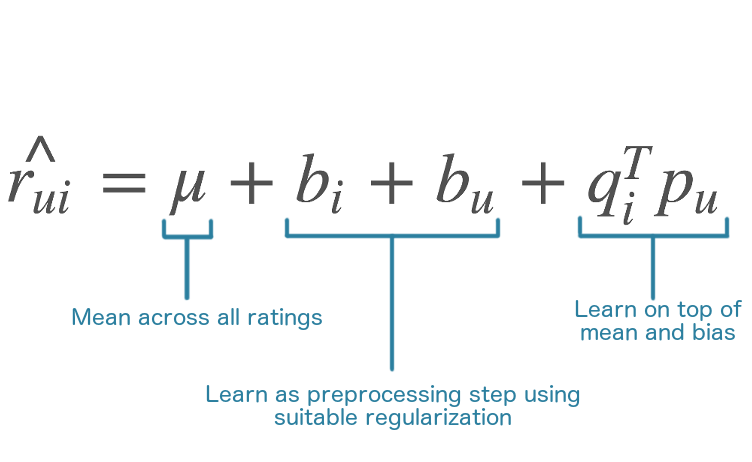 $\hat{r_{ui}} = \mu + b_i + b_u + q_i^T p_u$
Mean across all ratings
Learn on top of
mean and bias
Learn as preprocessing step using
suitable regularization